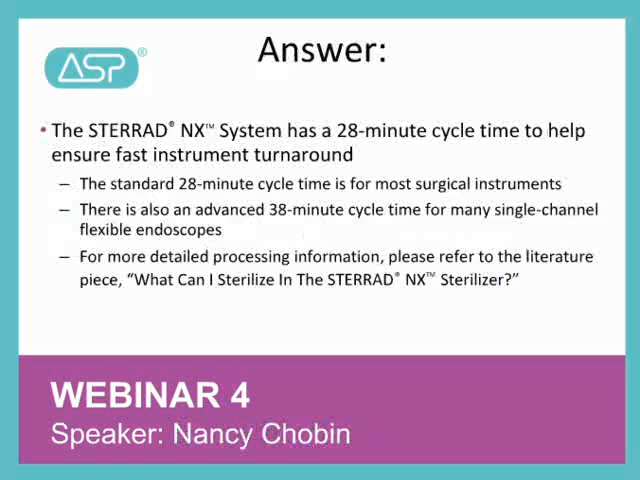 Answer:
ASP®
• The STERRAD® NX™ System has a 28-minute cycle time to help
ensure fast instrument turnaround
– The standard 28-minute cycle time is for most surgical instruments
– There is also an advanced 38-minute cycle time for many single-channel
flexible endoscopes
– For more detailed processing information, please refer to the literature
piece, “What Can I Sterilize In The STERRAD® NX™ Sterilizer?”
WEBINAR 4
Speaker: Nancy Chobin